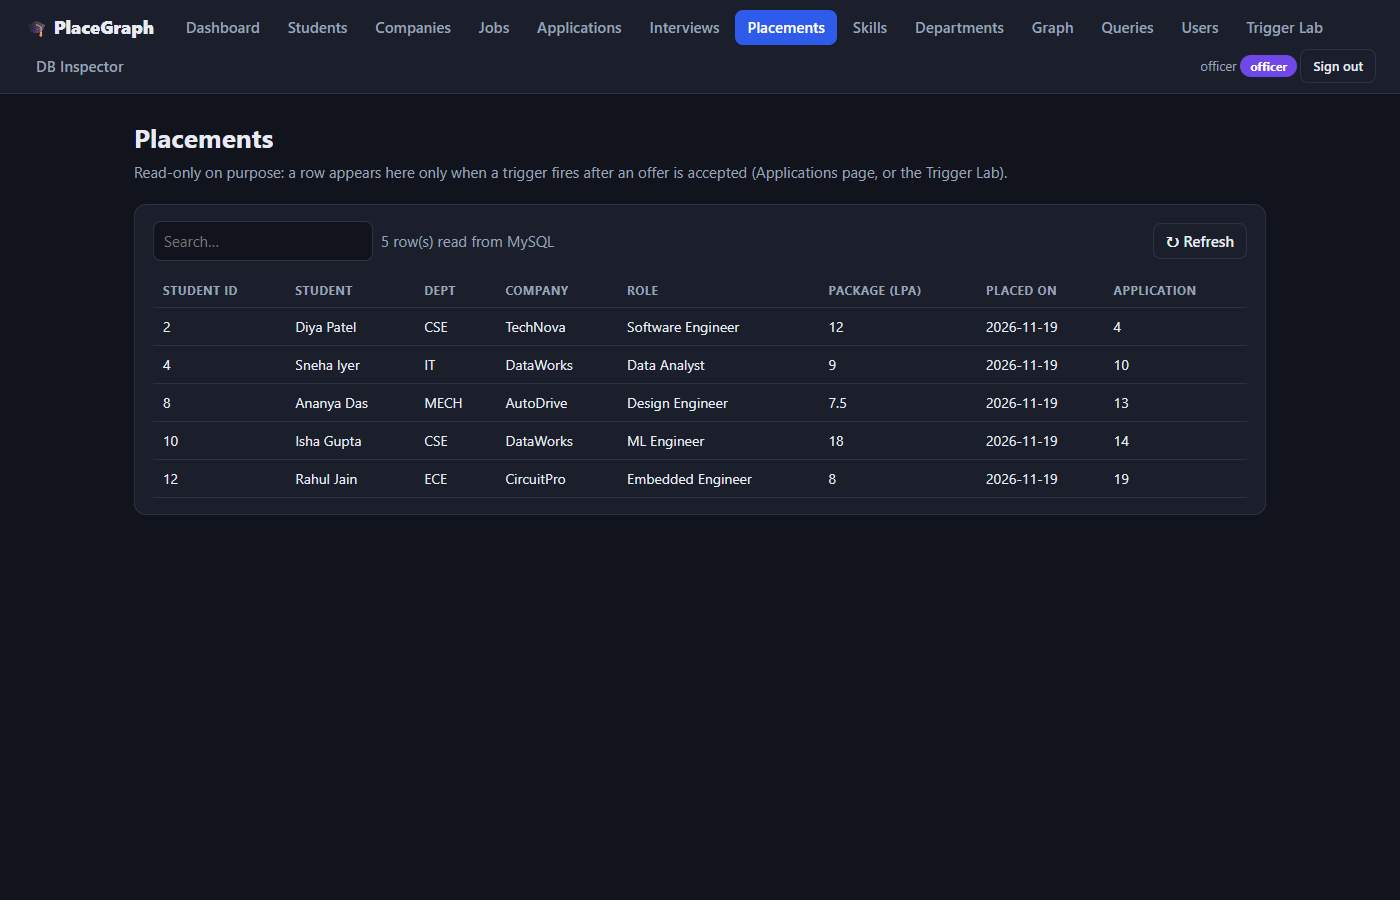 PlaceGraph Dashboard Students Companies Jobs Applications Interviews Placements Skills Departments Graph Queries Users Trigger Lab
DB Inspector officer officer Sign out
Placements
Read-only on purpose: a row appears here only when a trigger fires after an offer is accepted (Applications page, or the Trigger Lab).
Search... 5 row(s) read from MySQL ↻ Refresh
STUDENT ID STUDENT DEPT COMPANY ROLE PACKAGE (LPA) PLACED ON APPLICATION
2 Diya Patel CSE TechNova Software Engineer 12 2026-11-19 4
4 Sneha Iyer IT DataWorks Data Analyst 9 2026-11-19 10
8 Ananya Das MECH AutoDrive Design Engineer 7.5 2026-11-19 13
10 Isha Gupta CSE DataWorks ML Engineer 18 2026-11-19 14
12 Rahul Jain ECE CircuitPro Embedded Engineer 8 2026-11-19 19